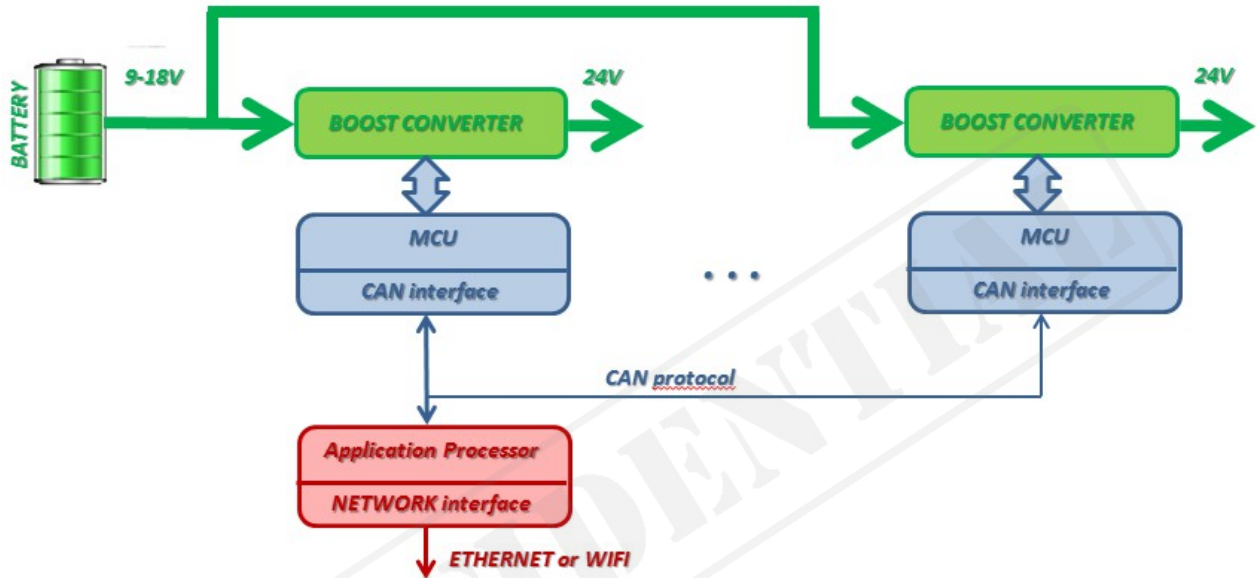 9-18V
24V
24V
BATTERY
BOOST CONVERTER
BOOST CONVERTER
MCU
MCU
CAN interface
. . .
CAN interface
CAN protocol
Application Processor
NETWORK interface
ETHERNET or WIFI